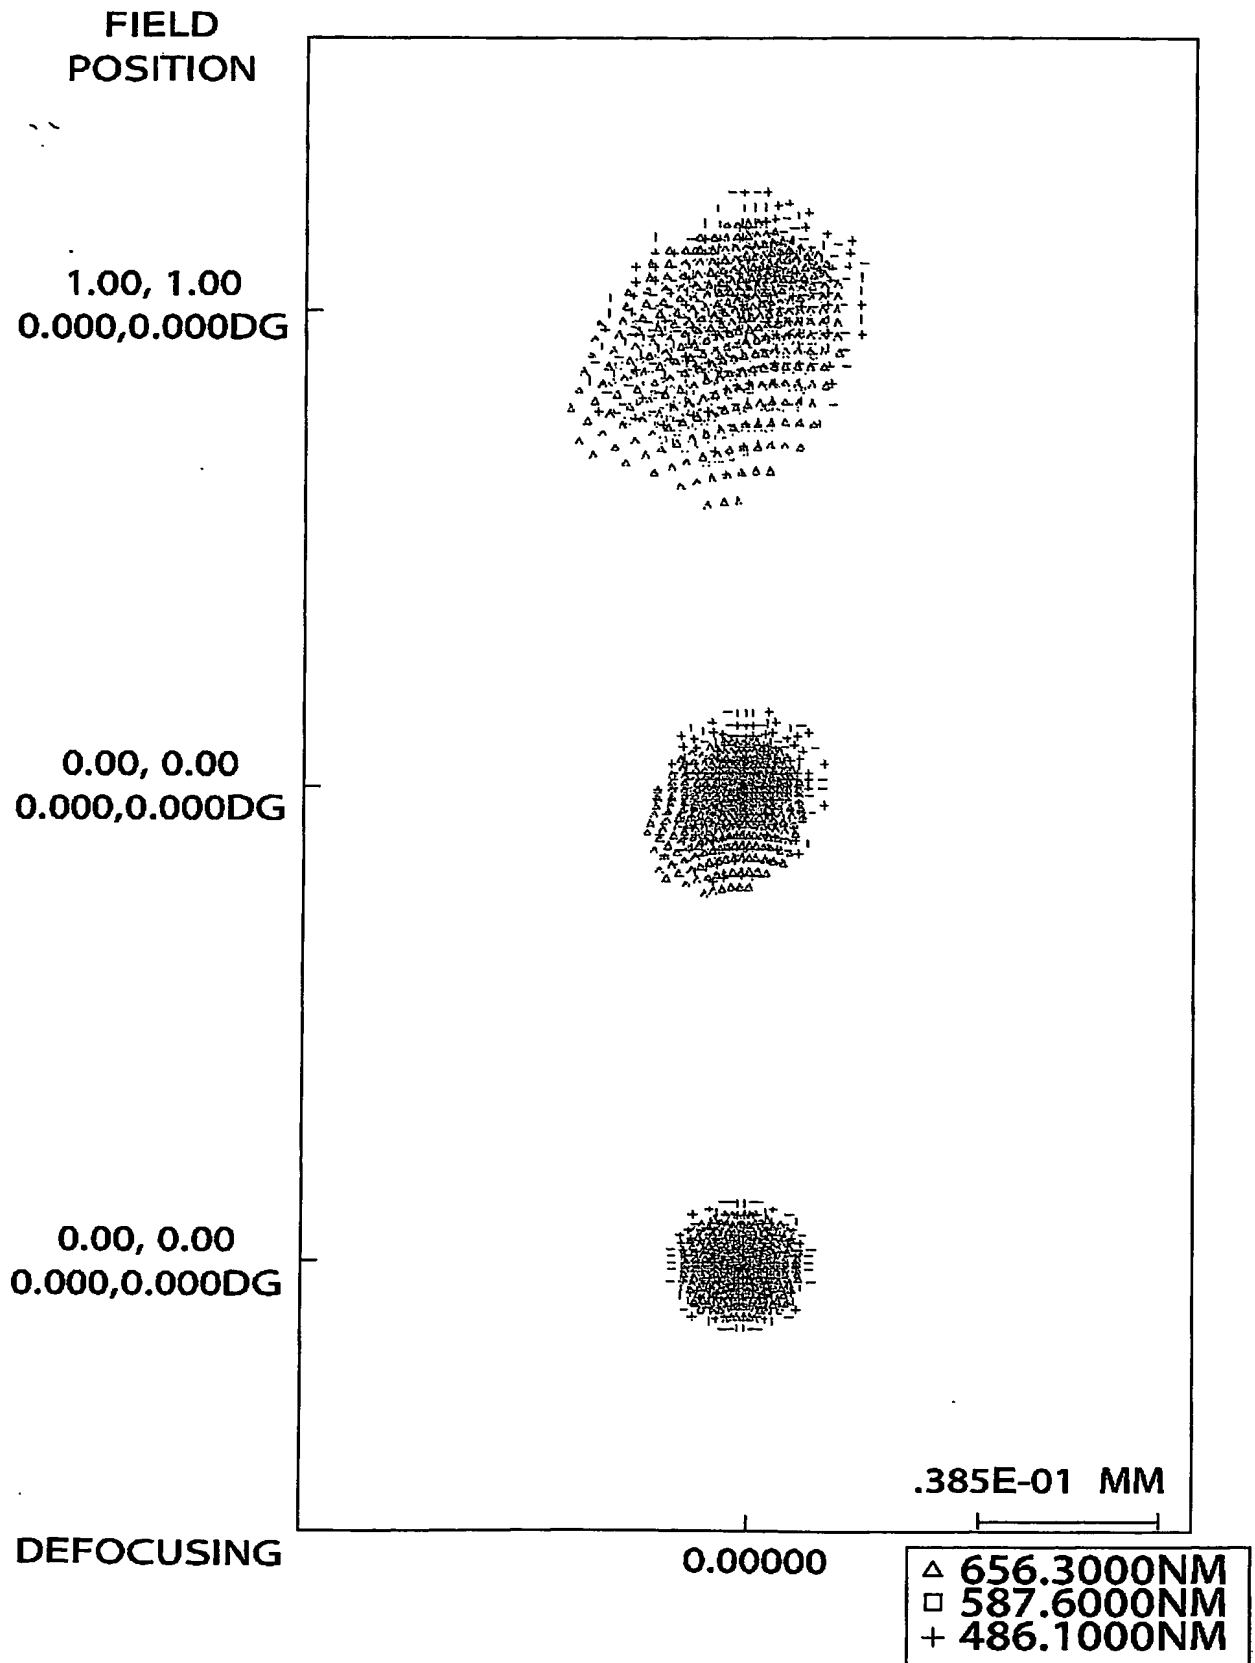 FIELD
POSITION
1.00, 1.00
0.000,0.000DG
0.00, 0.00
0.000,0.000DG
0.00, 0.00
0.000,0.000DG
.385E-01 MM
DEFOCUSING
0.00000
△ 656.3000NM
□ 587.6000NM
+ 486.1000NM